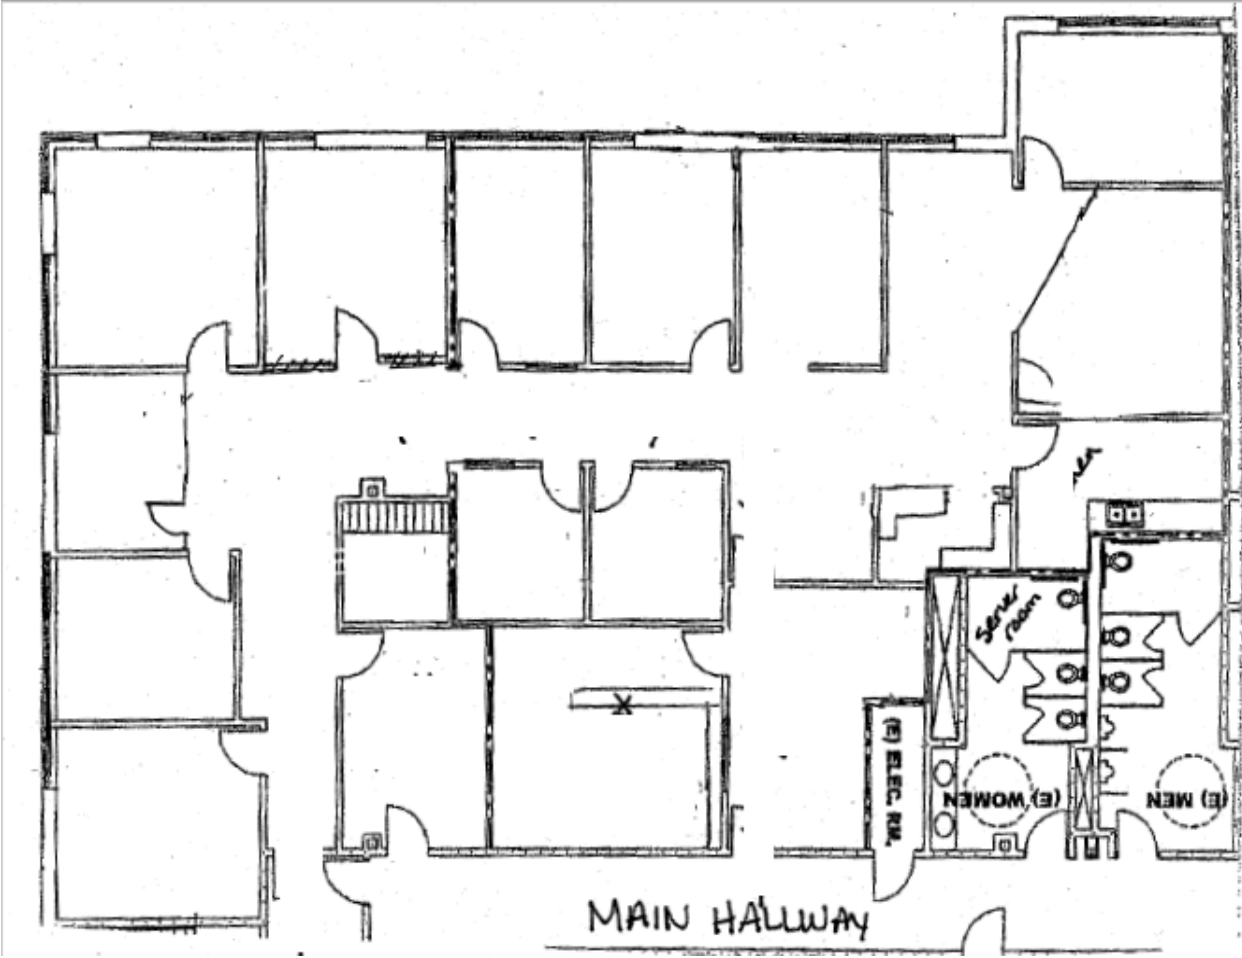 server
room
(E) ELEC. RM.
(E) WOMEN
(E) MEN
X
MAIN HALLWAY